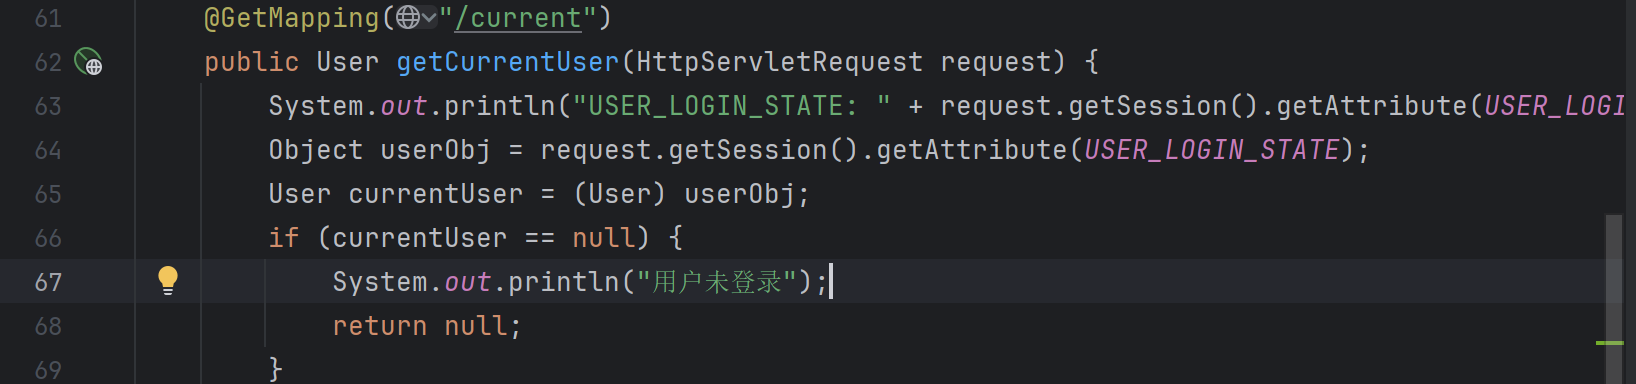 61 @GetMapping("/current")
62 public User getCurrentUser(HttpServletRequest request) {
63 System.out.println("USER_LOGIN_STATE: " + request.getSession().getAttribute(USER_LOGI
64 Object userObj = request.getSession().getAttribute(USER_LOGIN_STATE);
65 User currentUser = (User) userObj;
66 if (currentUser == null) {
67 System.out.println("用户未登录");
68 return null;
69 }